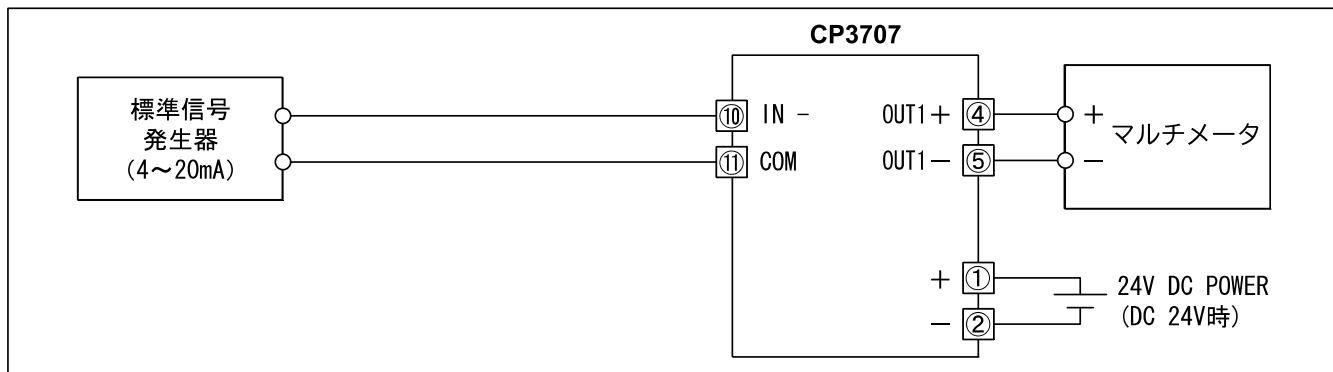 CP3707
標準信号
発生器
(4～20mA)
⑩ IN -
⑪ COM
OUT1+ ④
OUT1- ⑤
+
マルチメータ
-
+ ①
- ②
24V DC POWER
(DC 24V時)